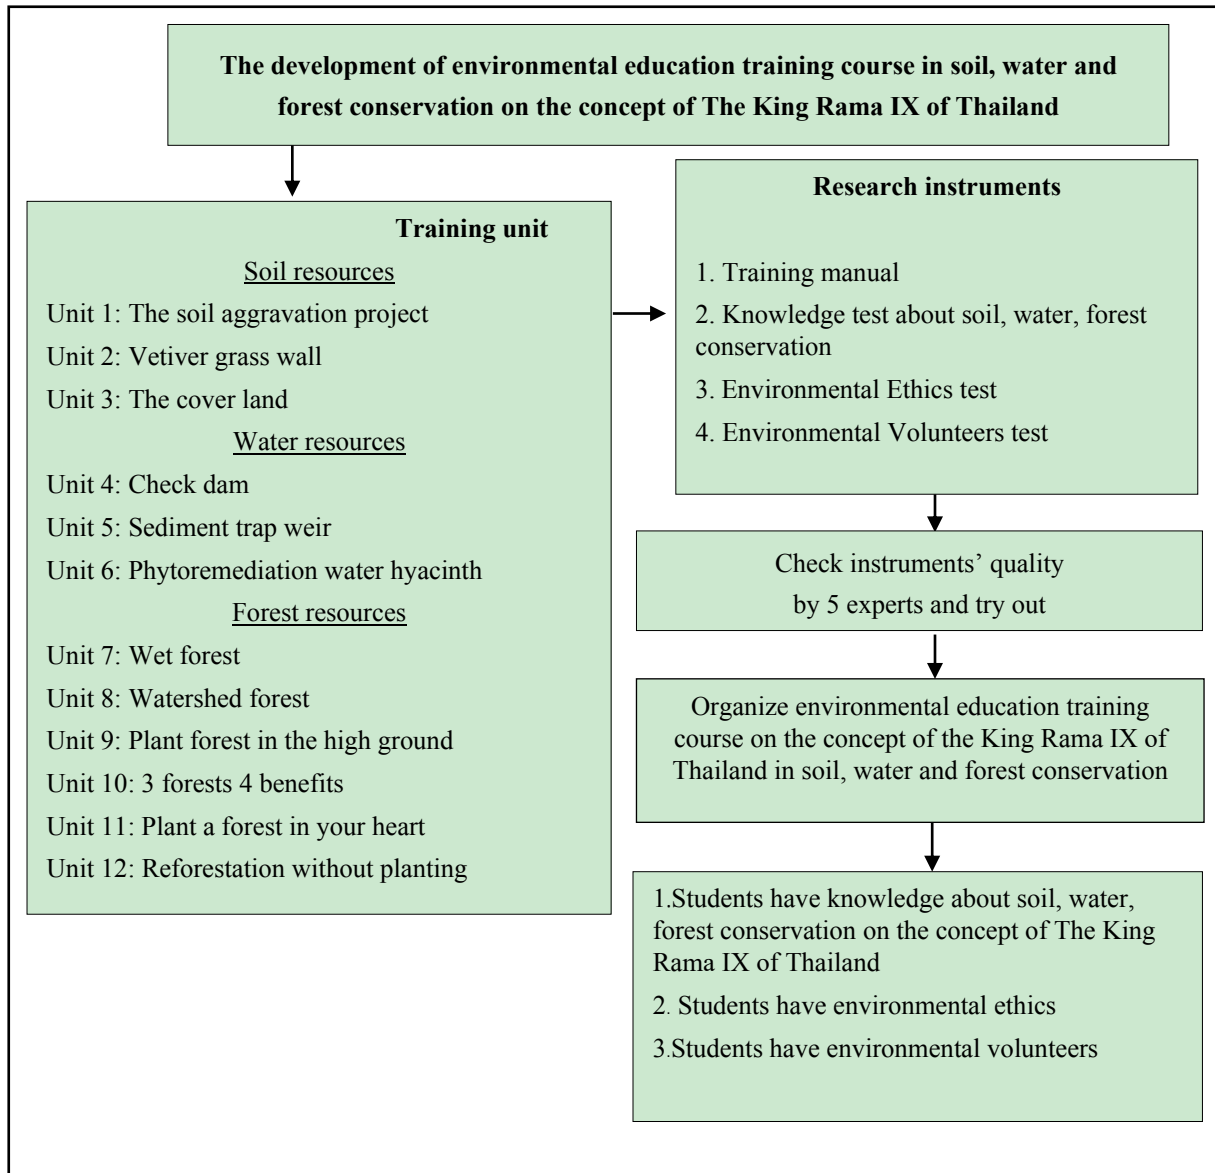 The development of environmental education training course in soil, water and
forest conservation on the concept of The King Rama IX of Thailand
Training unit
Soil resources
Unit 1: The soil aggravation project
Unit 2: Vetiver grass wall
Unit 3: The cover land
Water resources
Unit 4: Check dam
Unit 5: Sediment trap weir
Unit 6: Phytoremediation water hyacinth
Forest resources
Unit 7: Wet forest
Unit 8: Watershed forest
Unit 9: Plant forest in the high ground
Unit 10: 3 forests 4 benefits
Unit 11: Plant a forest in your heart
Unit 12: Reforestation without planting
Research instruments
1. Training manual
2. Knowledge test about soil, water, forest
conservation
3. Environmental Ethics test
4. Environmental Volunteers test
Check instruments’ quality
by 5 experts and try out
Organize environmental education training
course on the concept of the King Rama IX of
Thailand in soil, water and forest conservation
1.Students have knowledge about soil, water,
forest conservation on the concept of The King
Rama IX of Thailand
2. Students have environmental ethics
3.Students have environmental volunteers